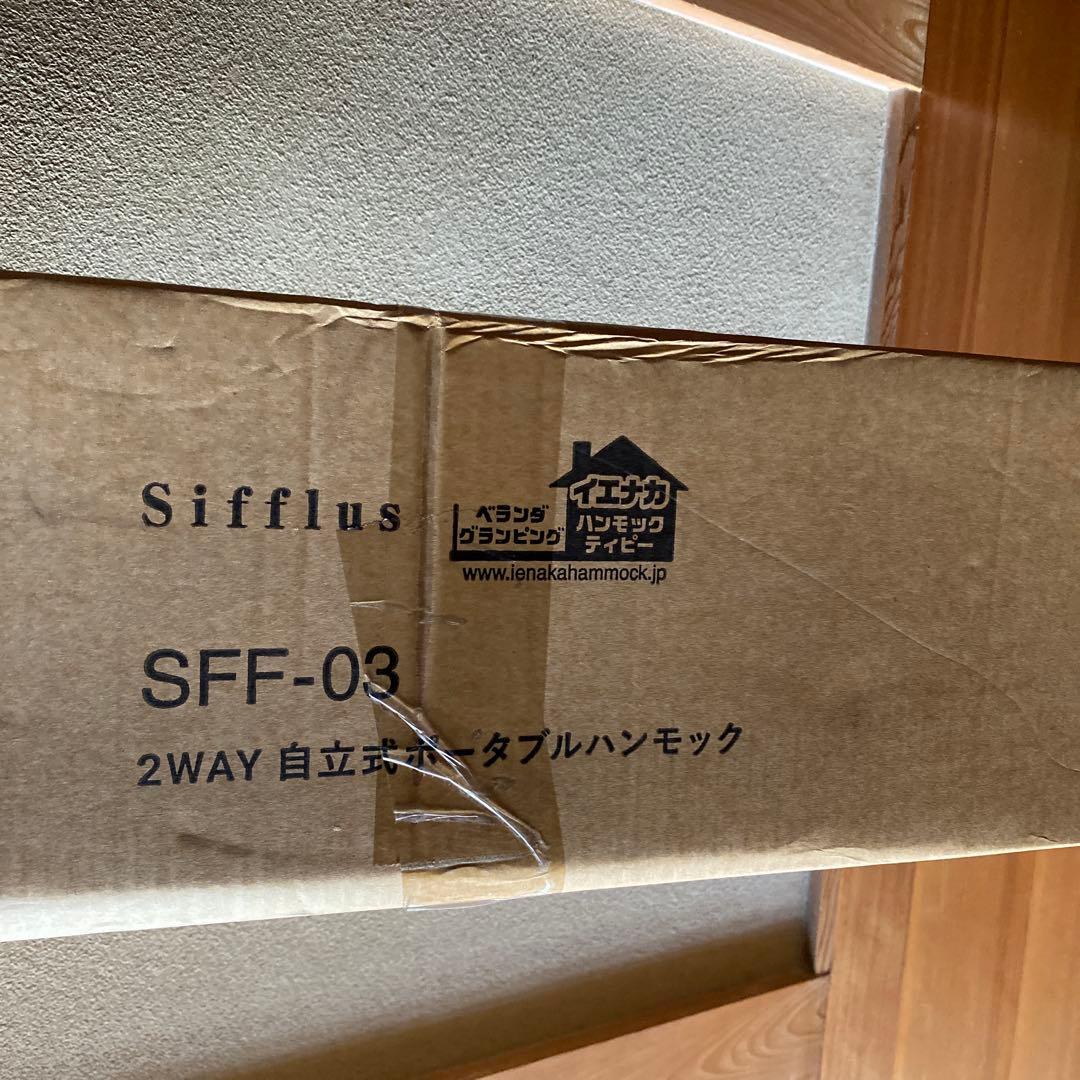 Sifflus
ベランダ
グランピング
イエナカ
ハンモック
ティピー
www.ienakahammock.jp
SFF-03
2WAY 自立式ポータブルハンモック